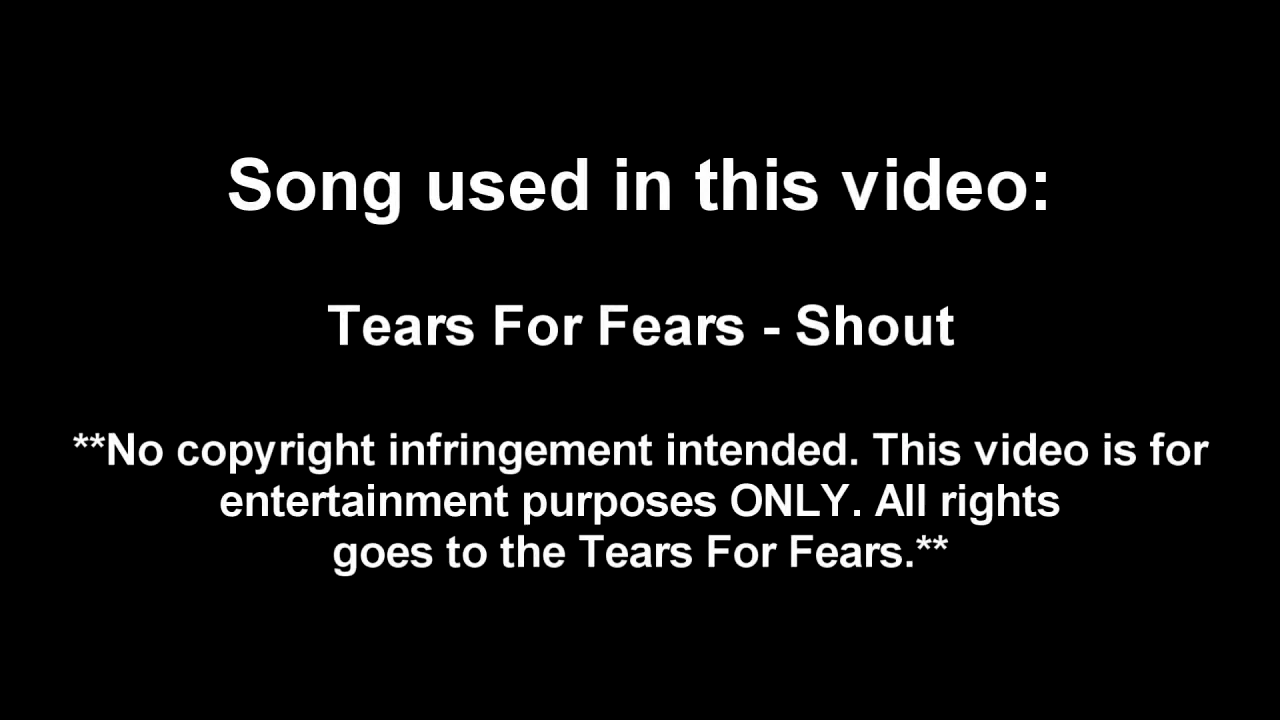 Song used in this video:
Tears For Fears - Shout
**No copyright infringement intended. This video is for
entertainment purposes ONLY. All rights
goes to the Tears For Fears.**